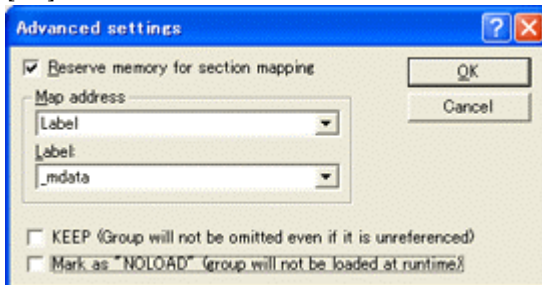 Advanced settings
Reserve memory for section mapping
OK
Map address
Cancel
Label
Label:
_mdata
KEEP (Group will not be omitted even if it is unreferenced)
Mark as "NOLOAD" (group will not be loaded at runtime)